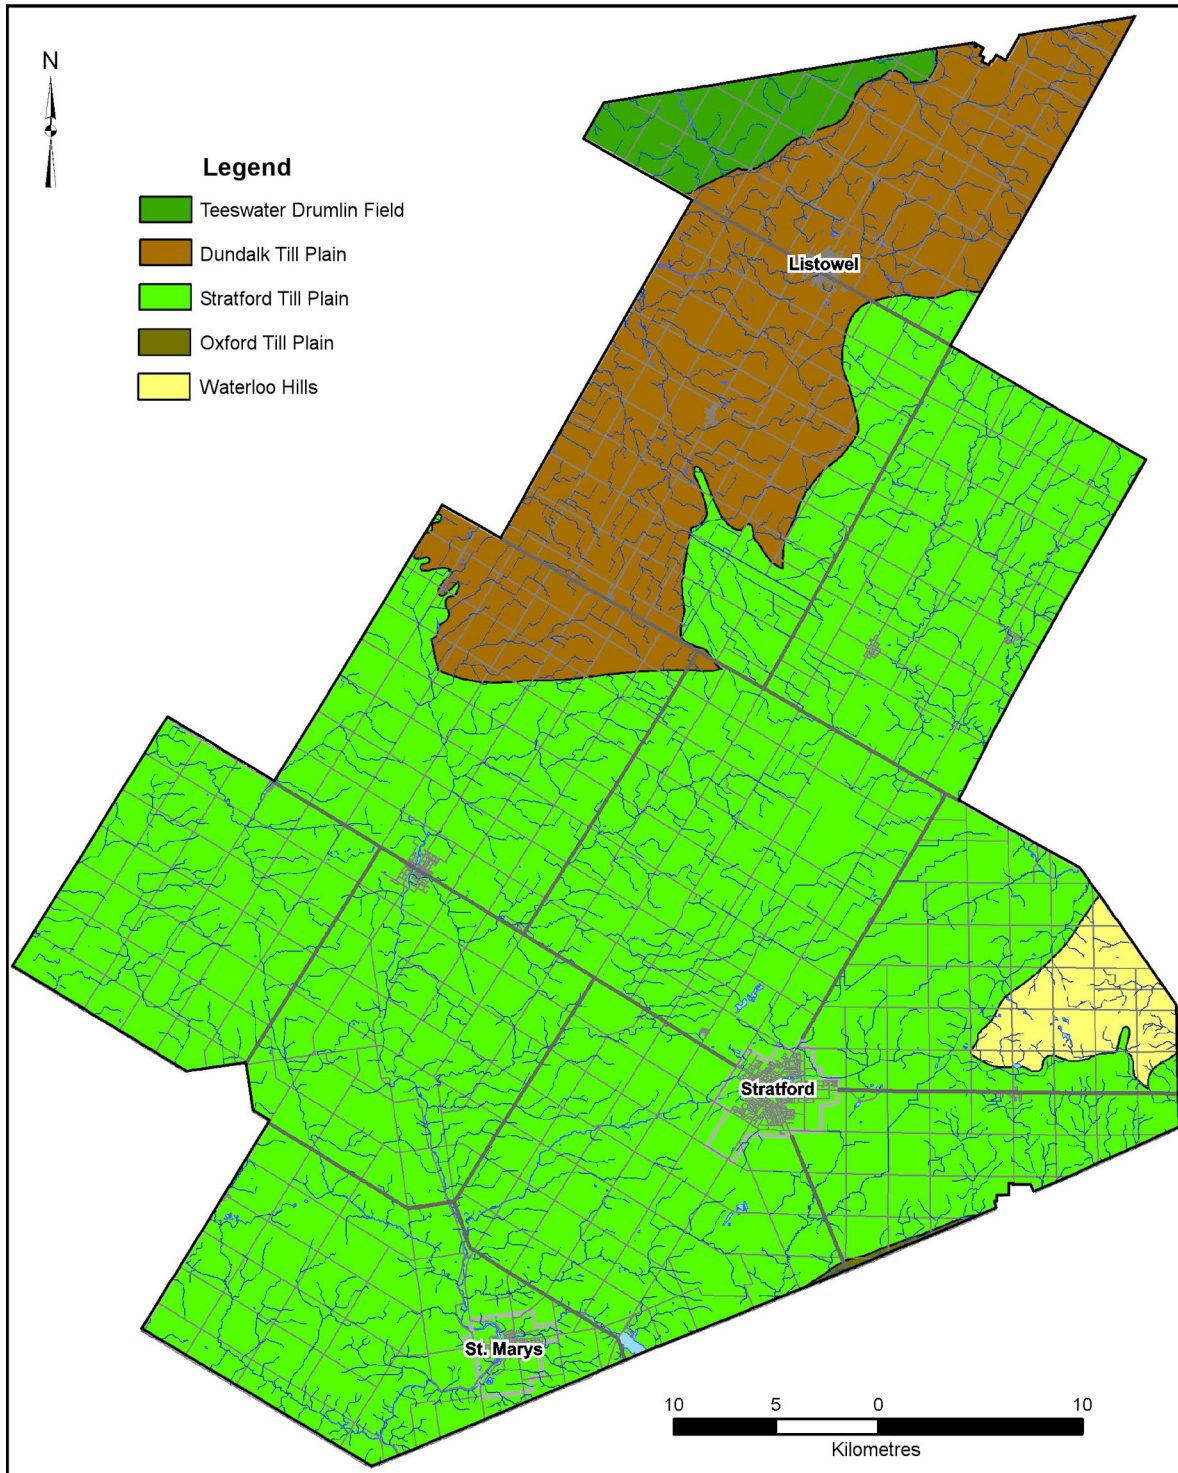 N
Legend
Teeswater Drumlin Field
Dundalk Till Plain
Stratford Till Plain
Oxford Till Plain
Waterloo Hills
Listowel
Stratford
St. Marys
10 5 0 10
Kilometres